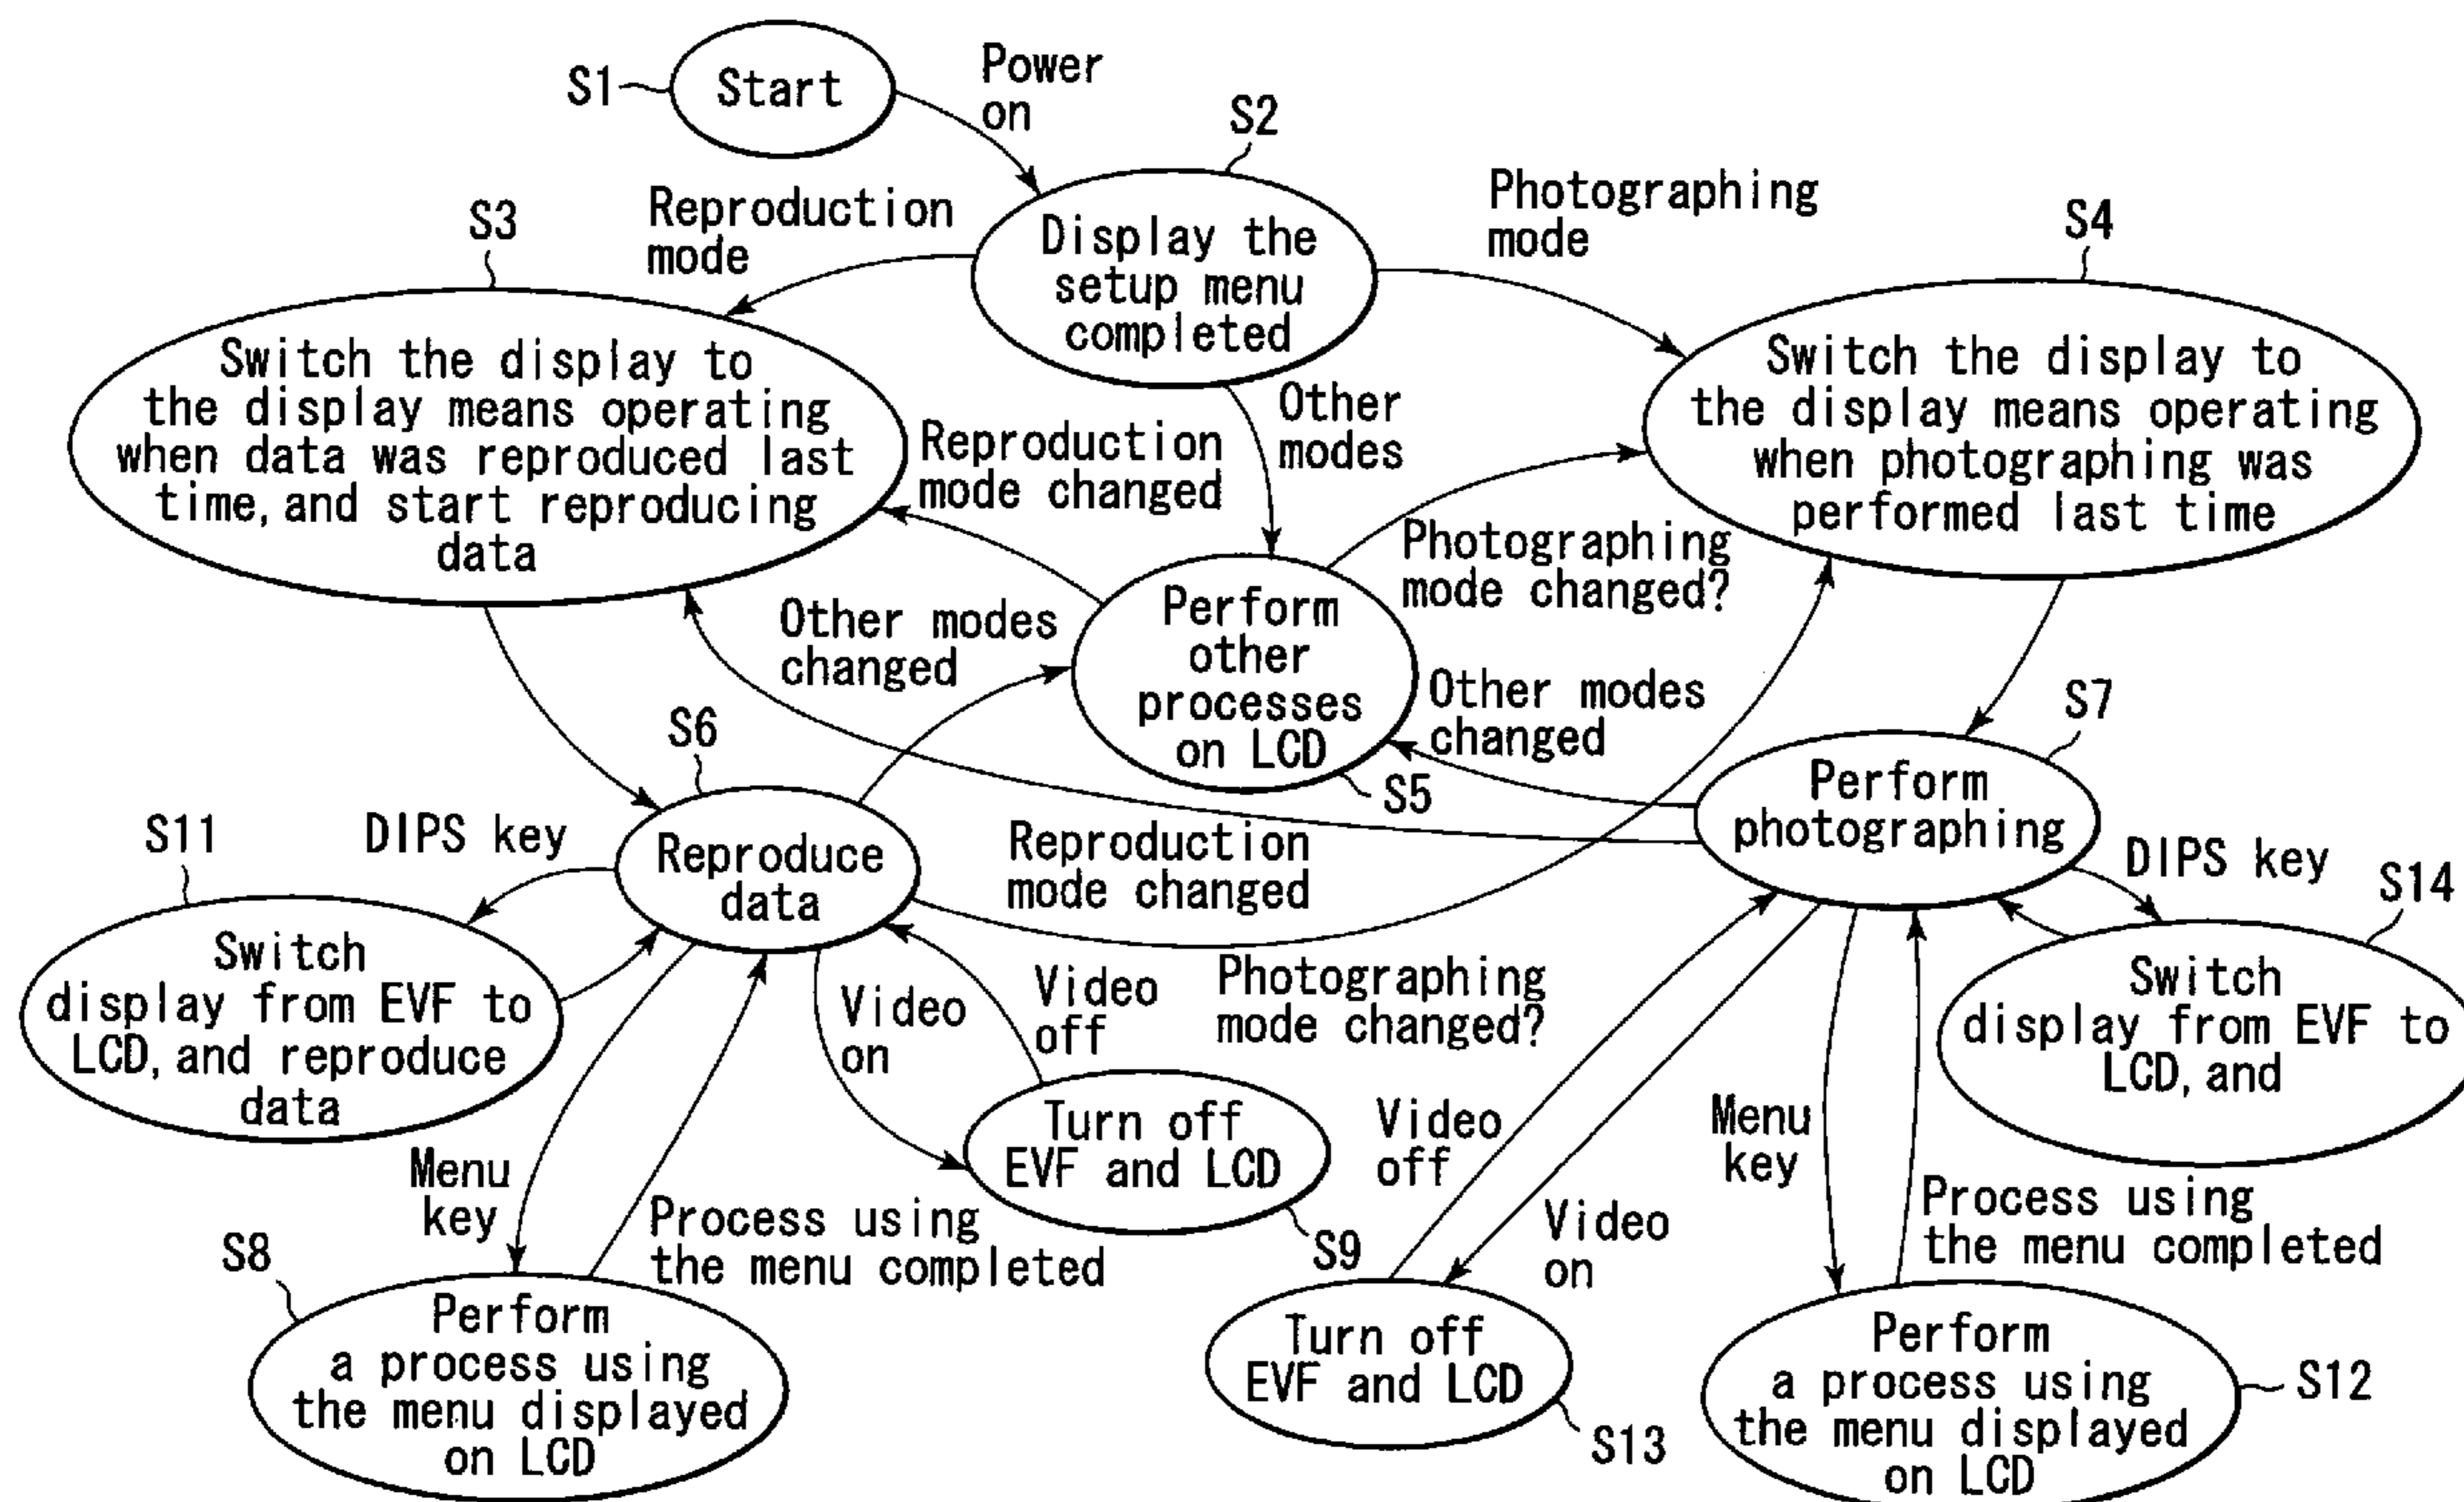 S1
Start
Power
on
S2
Display the
setup menu
completed
Reproduction
mode
Photographing
mode
S3
Switch the display to
the display means operating
when data was reproduced last
time, and start reproducing
data
S4
Switch the display to
the display means operating
when photographing was
performed last time
Other
modes
Reproduction
mode changed
Photographing
mode changed?
Perform
other
processes
on LCD
S5
Other modes
changed
Other modes
changed
S6
Reproduce
data
S7
Perform
photographing
Reproduction
mode changed
S11
DIPS key
Switch
display from EVF to
LCD, and reproduce
data
DIPS key
S14
Switch
display from EVF to
LCD, and
Video
on
Video
off
Photographing
mode changed?
Turn off
EVF and LCD
S9
Menu
key
Process using
the menu completed
S8
Perform
a process using
the menu displayed
on LCD
Video
off
Video
on
Turn off
EVF and LCD
S13
Menu
key
Process using
the menu completed
Perform
a process using
the menu displayed
on LCD
S12